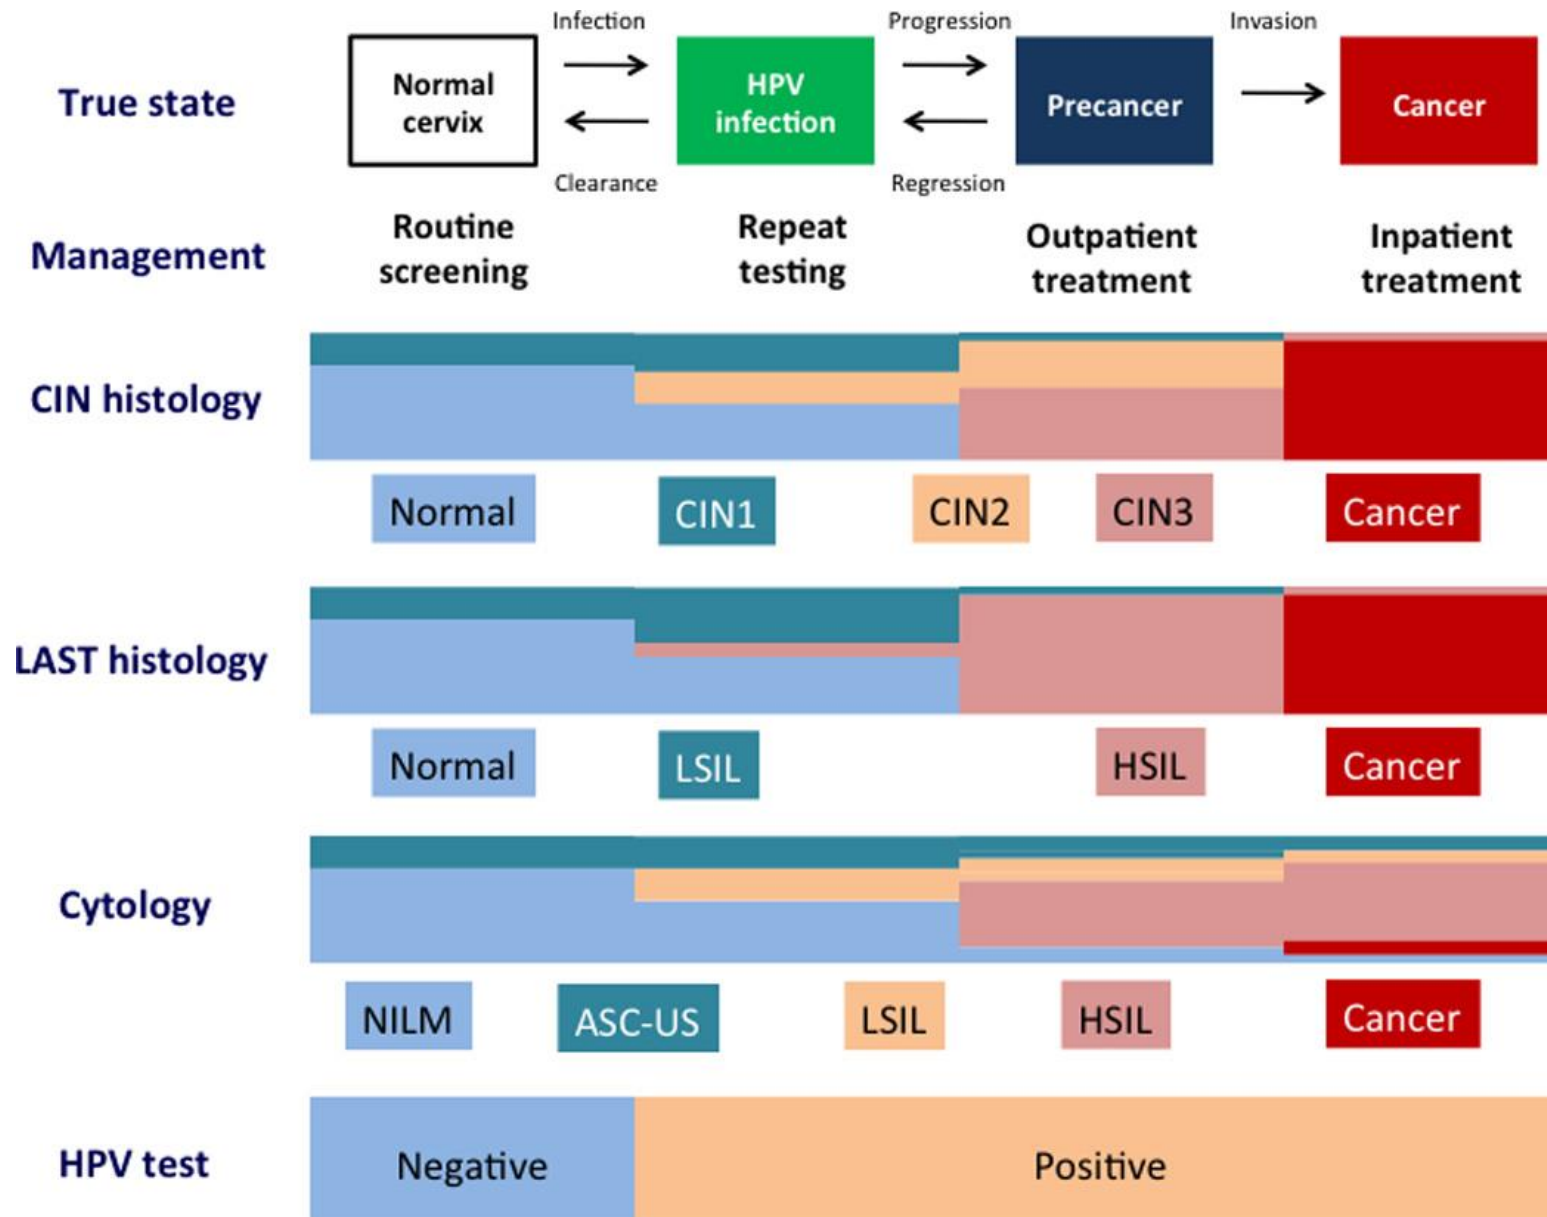 Infection
Progression
Invasion
True state
Normal
cervix
HPV
infection
Precancer
Cancer
Clearance
Regression
Management
Routine
screening
Repeat
testing
Outpatient
treatment
Inpatient
treatment
CIN histology
Normal
CIN1
CIN2
CIN3
Cancer
LAST histology
Normal
LSIL
HSIL
Cancer
Cytology
NILM
ASC-US
LSIL
HSIL
Cancer
HPV test
Negative
Positive